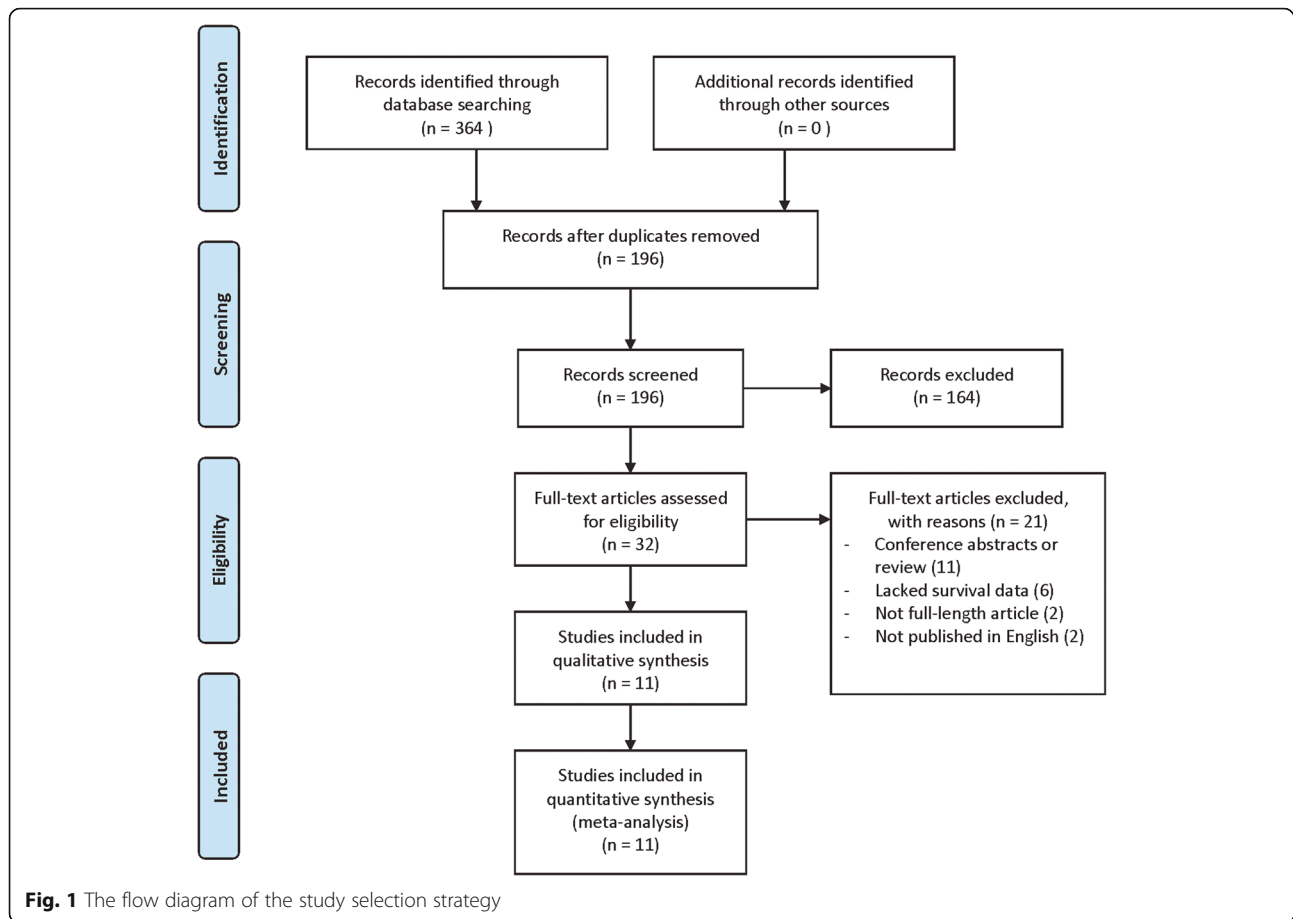 Identification
Records identified through
database searching
(n = 364 )
Additional records identified
through other sources
(n = 0 )
Records after duplicates removed
(n = 196)
Screening
Records screened
(n = 196)
Records excluded
(n = 164)
Eligibility
Full-text articles assessed
for eligibility
(n = 32)
Full-text articles excluded,
with reasons (n = 21)
- Conference abstracts or
review (11)
- Lacked survival data (6)
- Not full-length article (2)
- Not published in English (2)
Studies included in
qualitative synthesis
(n = 11)
Included
Studies included in
quantitative synthesis
(meta-analysis)
(n = 11)
Fig. 1 The flow diagram of the study selection strategy